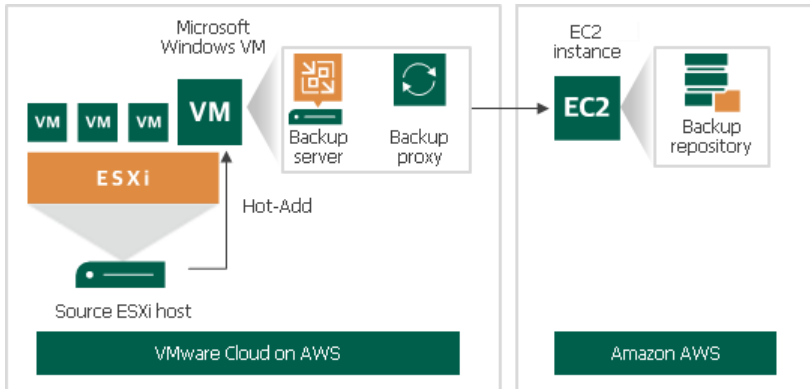 Microsoft
Windows VM
EC2
instance
VM
VM
VM
VM
EC2
Backup
server
Backup
proxy
Backup
repository
ESXi
Hot-Add
Source ESXi host
VMware Cloud on AWS
Amazon AWS